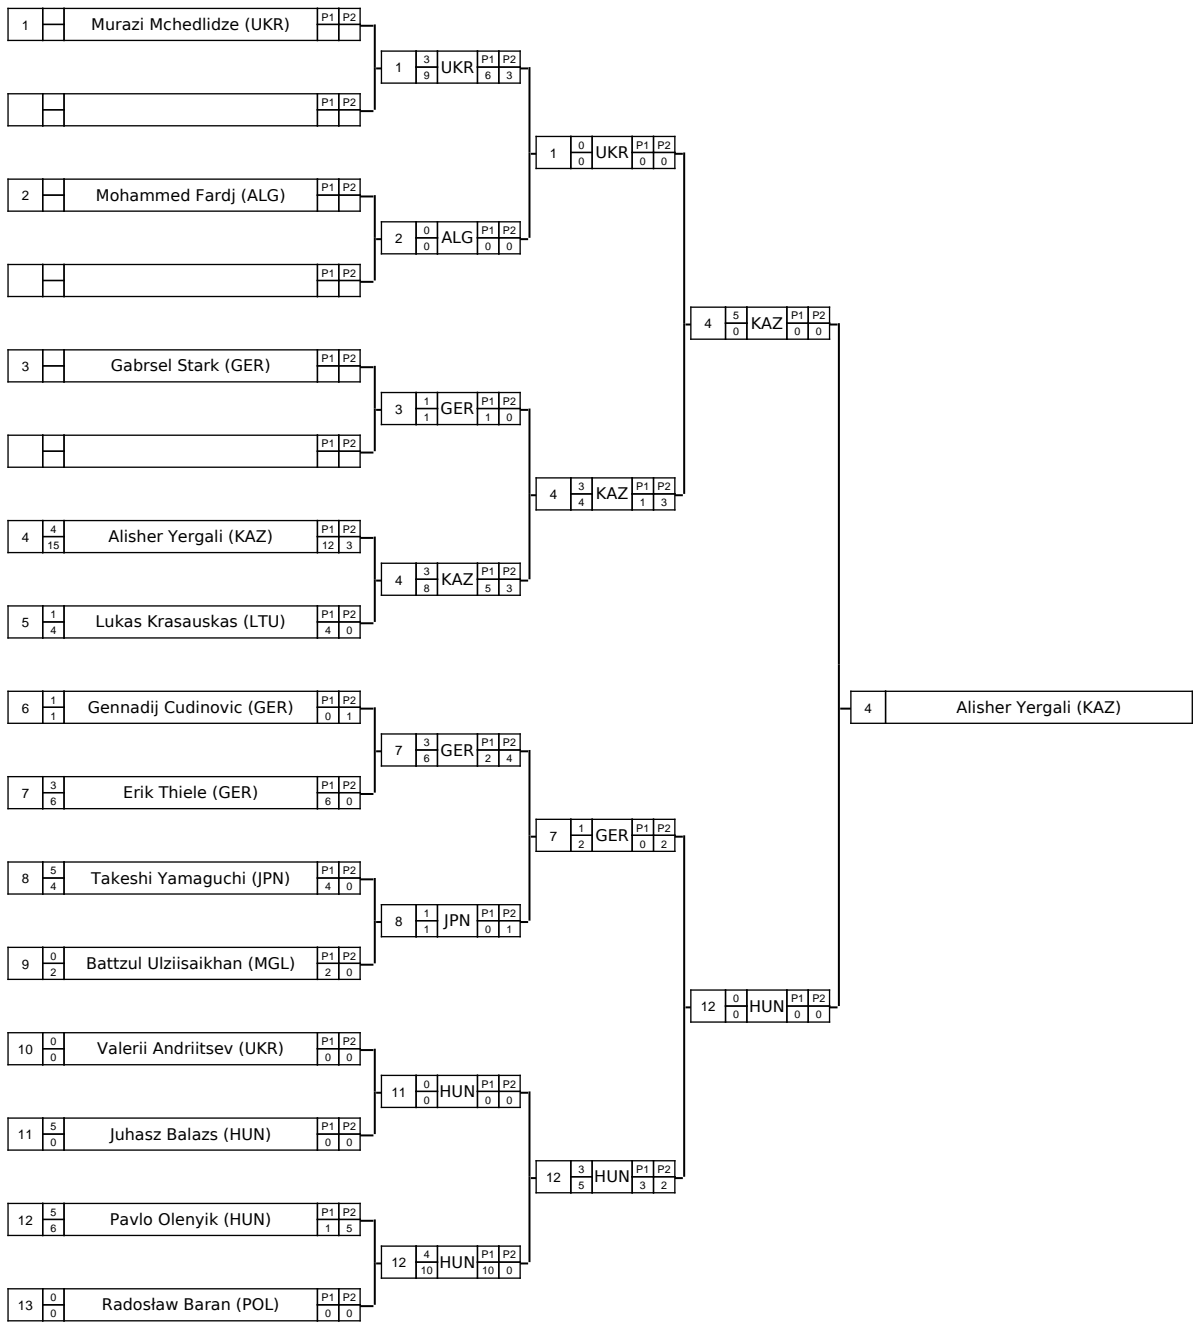 1 Murazi Mchedlidze (UKR) P1 P2
1 3 9 UKR P1 P2 6 3
P1 P2
1 0 0 UKR P1 P2 0 0
2 Mohammed Fardj (ALG) P1 P2
2 0 0 ALG P1 P2 0 0
P1 P2
4 5 0 KAZ P1 P2 0 0
3 Gabrsel Stark (GER) P1 P2
3 1 1 GER P1 P2 1 0
P1 P2
4 3 4 KAZ P1 P2 1 3
4 4 15 Alisher Yergali (KAZ) P1 P2 12 3
4 3 8 KAZ P1 P2 5 3
5 1 4 Lukas Krasauskas (LTU) P1 P2 4 0
6 1 1 Gennadij Cudinovic (GER) P1 P2 0 1
4 Alisher Yergali (KAZ)
7 3 6 GER P1 P2 2 4
7 3 6 Erik Thiele (GER) P1 P2 6 0
7 1 2 GER P1 P2 0 2
8 5 4 Takeshi Yamaguchi (JPN) P1 P2 4 0
8 1 1 JPN P1 P2 0 1
9 0 2 Battzul Ulziisaikhan (MGL) P1 P2 2 0
12 0 0 HUN P1 P2 0 0
10 0 0 Valerii Andriitsev (UKR) P1 P2 0 0
11 0 0 HUN P1 P2 0 0
11 5 0 Juhasz Balazs (HUN) P1 P2 0 0
12 3 5 HUN P1 P2 3 2
12 5 6 Pavlo Olenyik (HUN) P1 P2 1 5
12 4 10 HUN P1 P2 10 0
13 0 0 Radosław Baran (POL) P1 P2 0 0